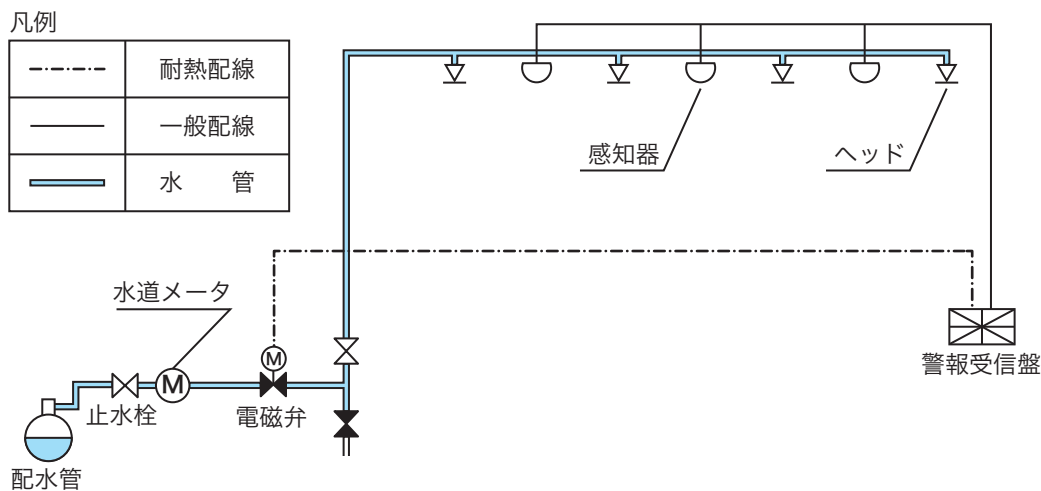 凡例
耐熱配線
一般配線
水　　管
感知器
ヘッド
水道メータ
M
M
止水栓
電磁弁
配水管
警報受信盤